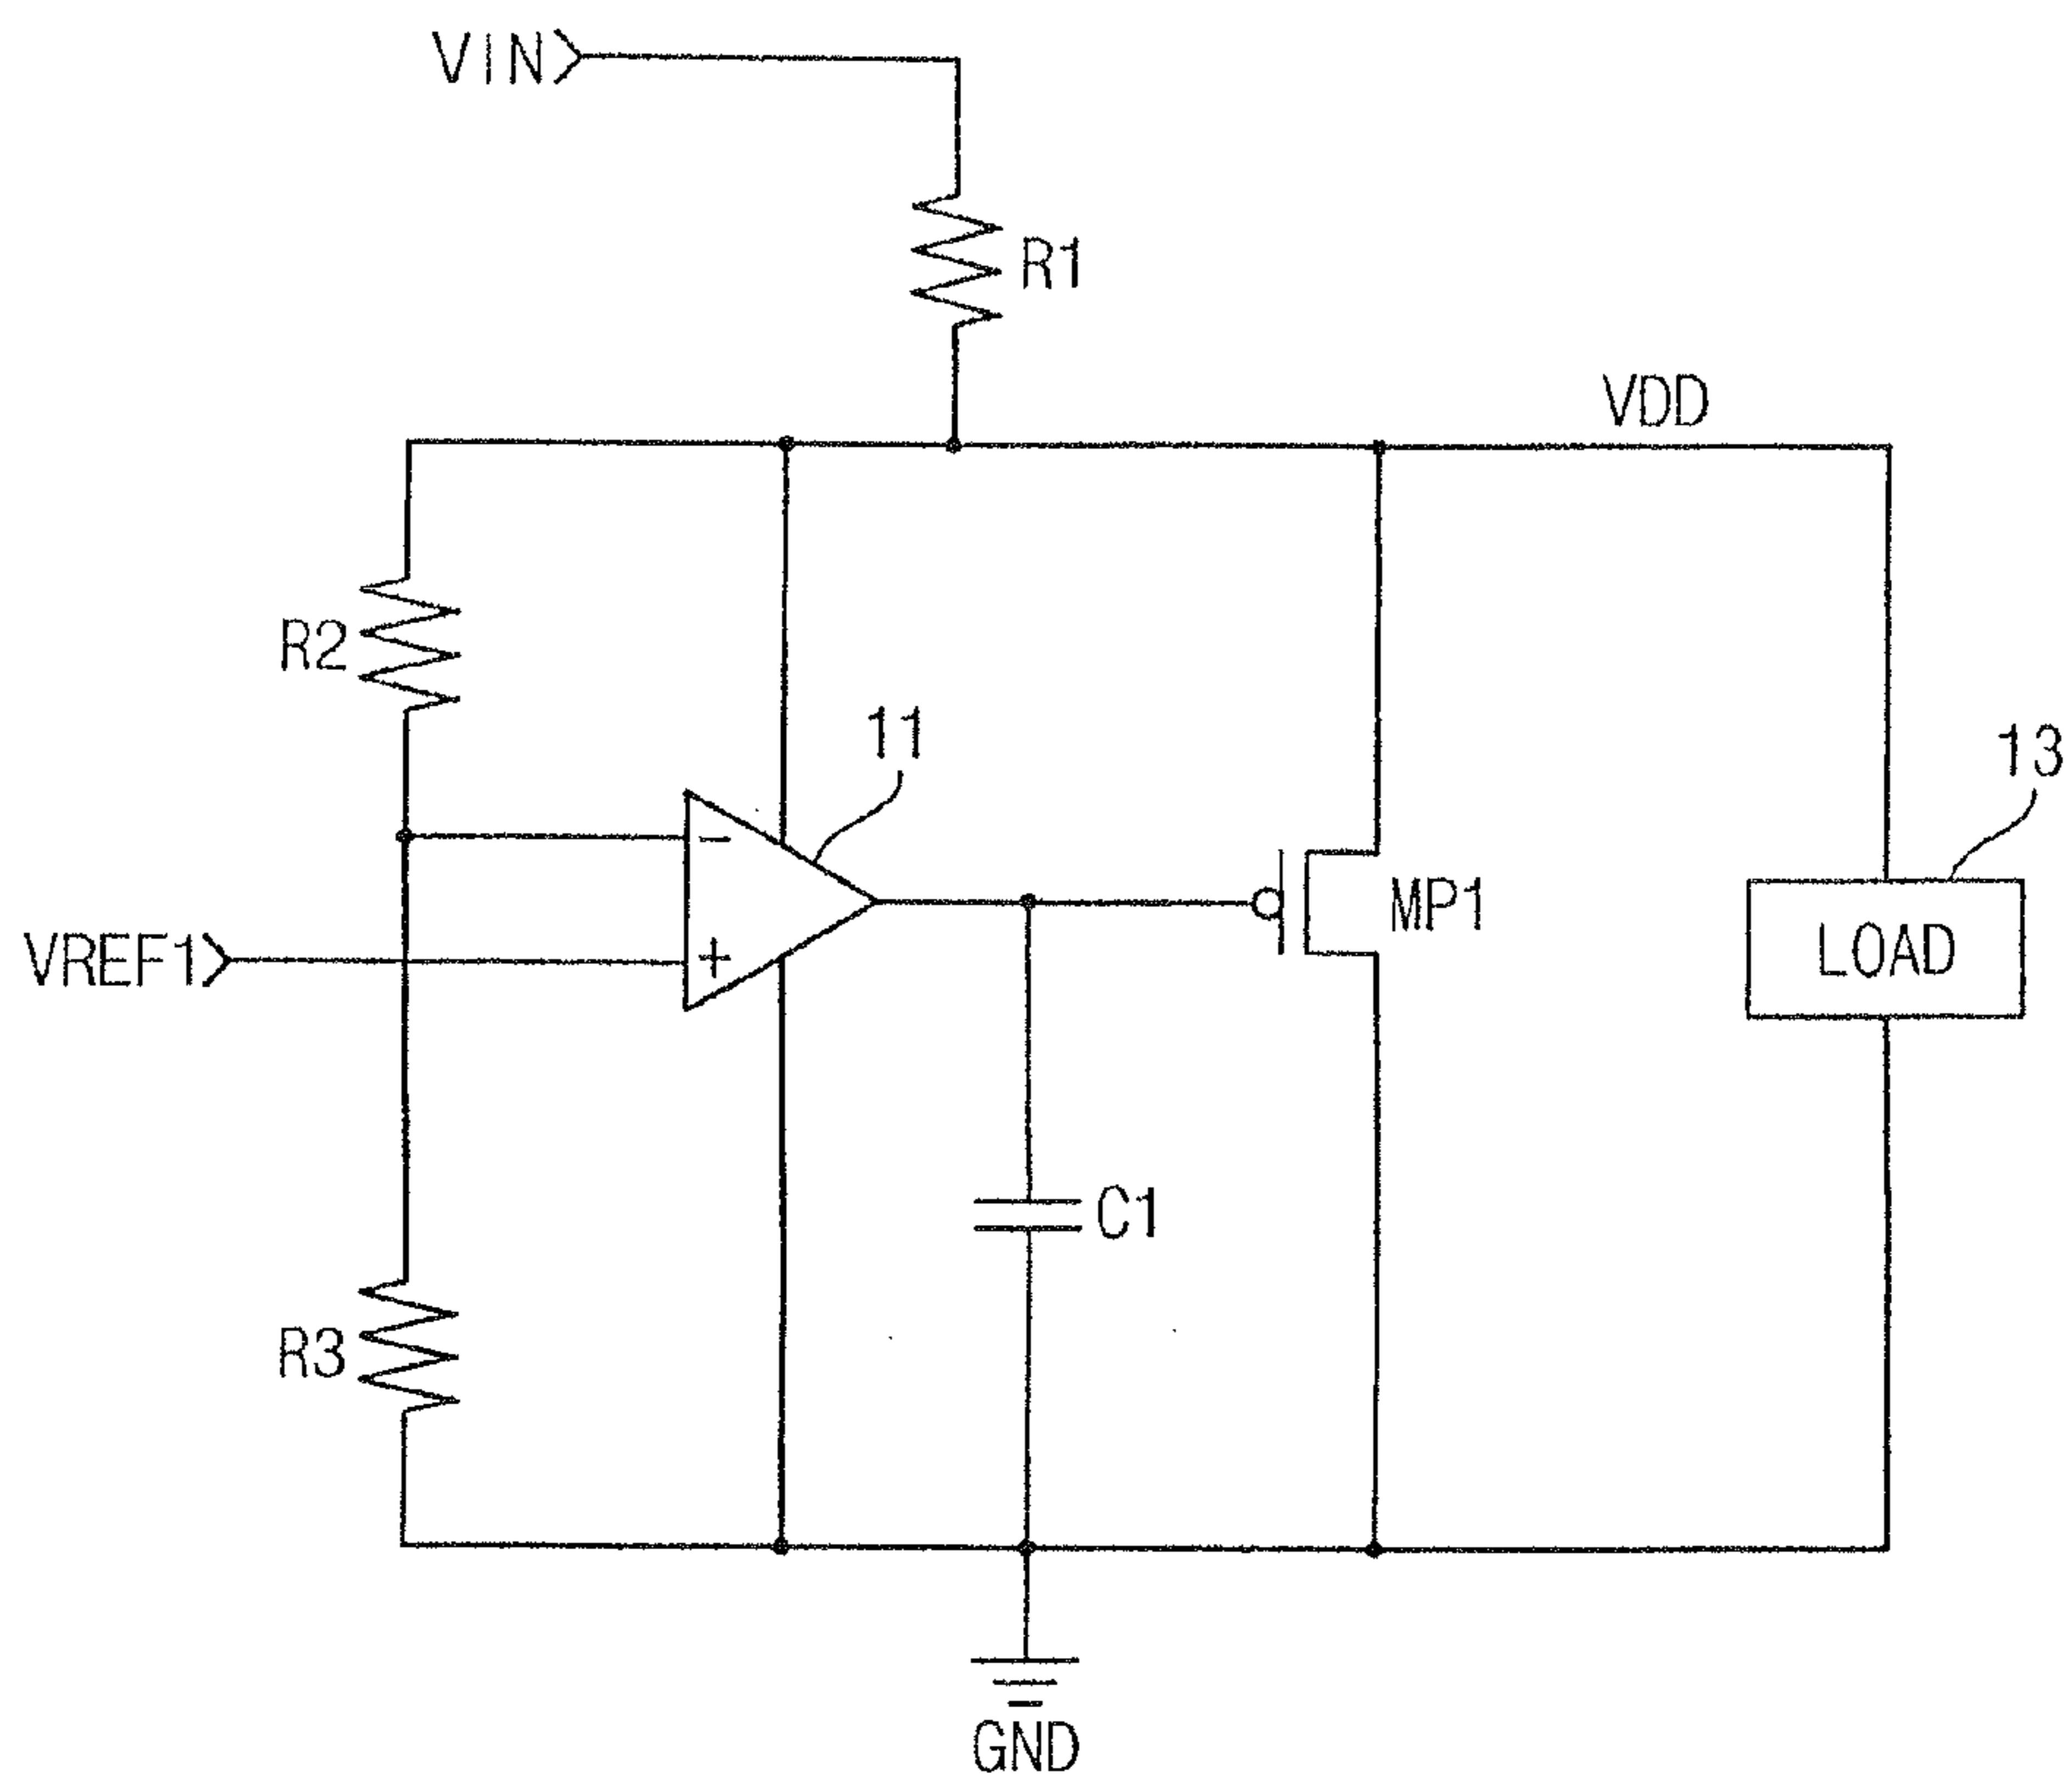 VIN
R1
VDD
R2
11
13
-
MP1
LOAD
VREF1
+
C1
R3
GND